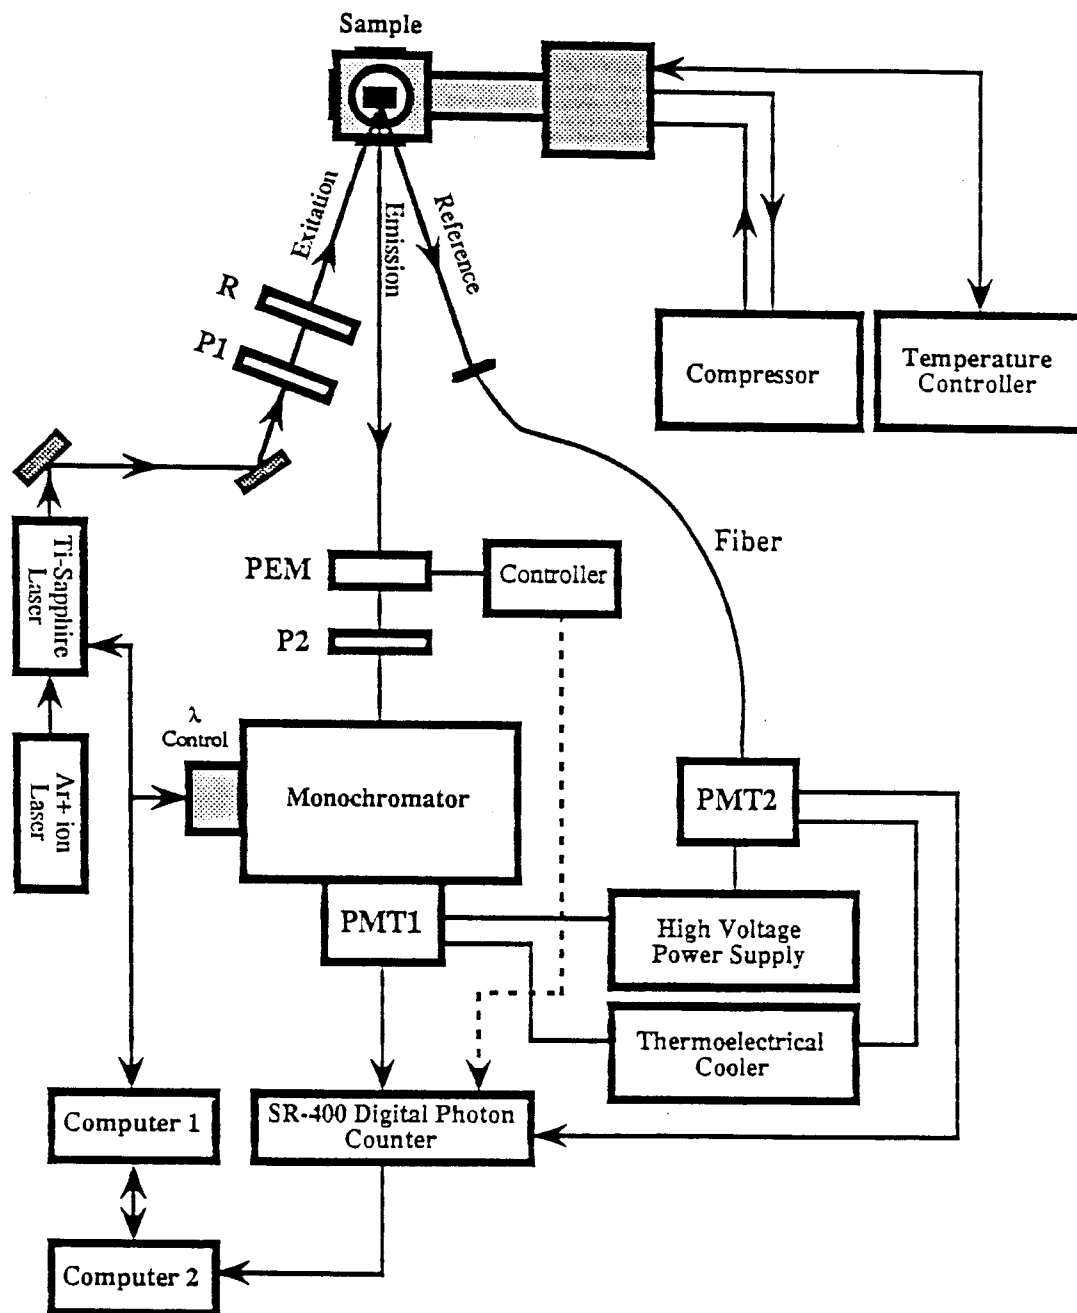 Sample
Exitation
Emission
Reference
R
P1
Compressor
Temperature
Controller
Ti-Sapphire
Laser
Fiber
PEM
Controller
P2
λ
Control
Ar+ ion
Laser
Monochromator
PMT2
PMT1
High Voltage
Power Supply
Thermoelectrical
Cooler
Computer 1
SR-400 Digital Photon
Counter
Computer 2